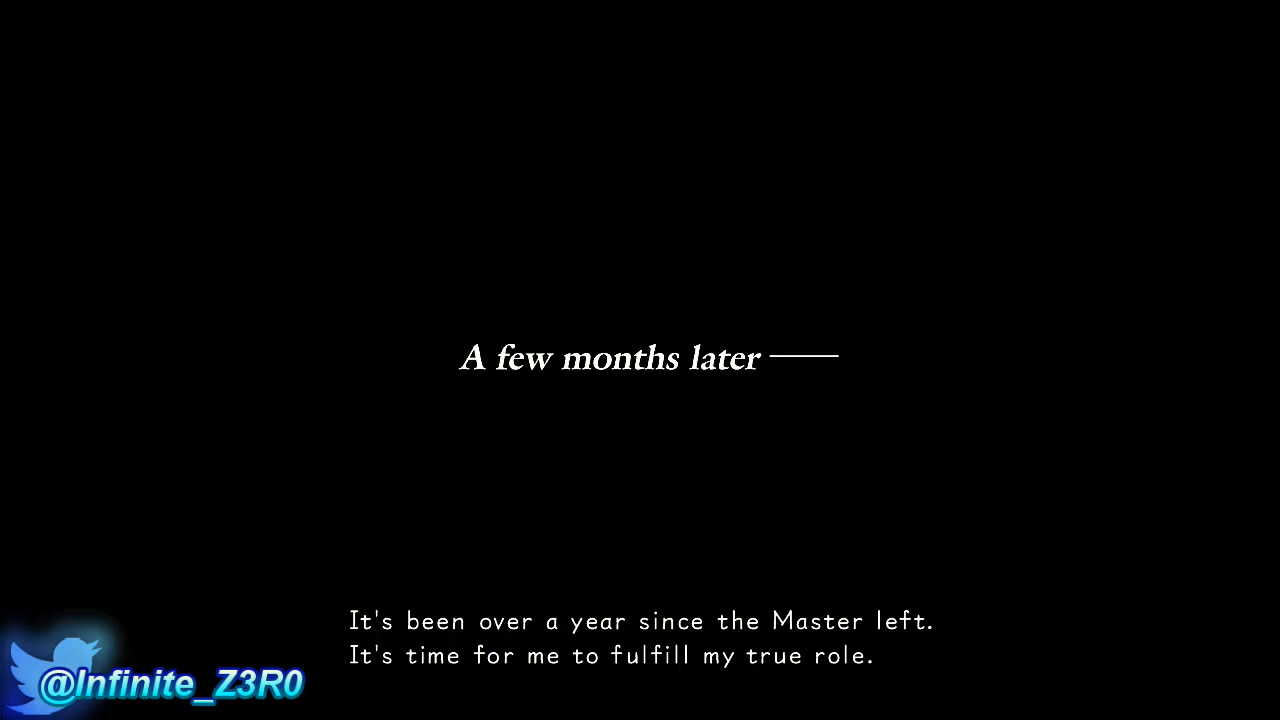 A few months later ——
It's been over a year since the Master left.
It's time for me to fulfill my true role.
@Infinite_Z3R0